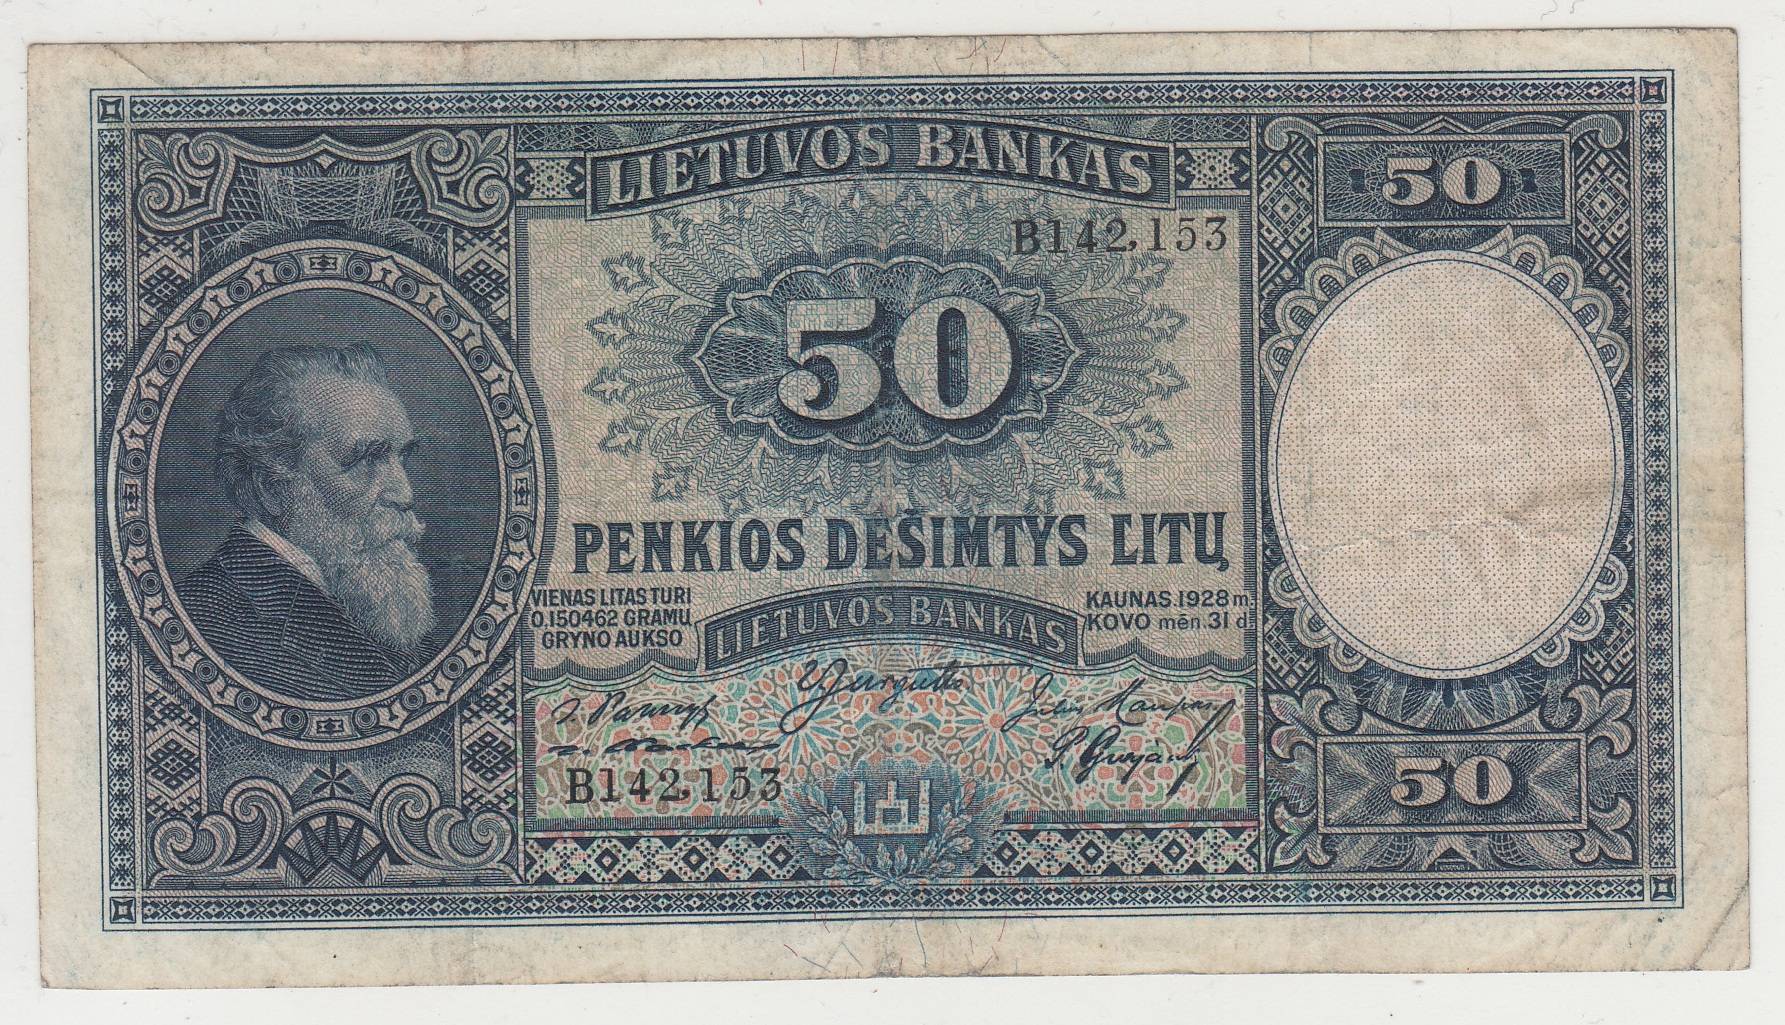 LIETUVOS BANKAS
50
B142,153
50
PENKIOS DEŠIMTYS LITŲ
VIENAS LITAS TURI
0,150462 GRAMŲ
GRYNO AUKSO
LIETUVOS BANKAS
KAUNAS.1928 m.
KOVO mėn. 31 d.
B142,153
50